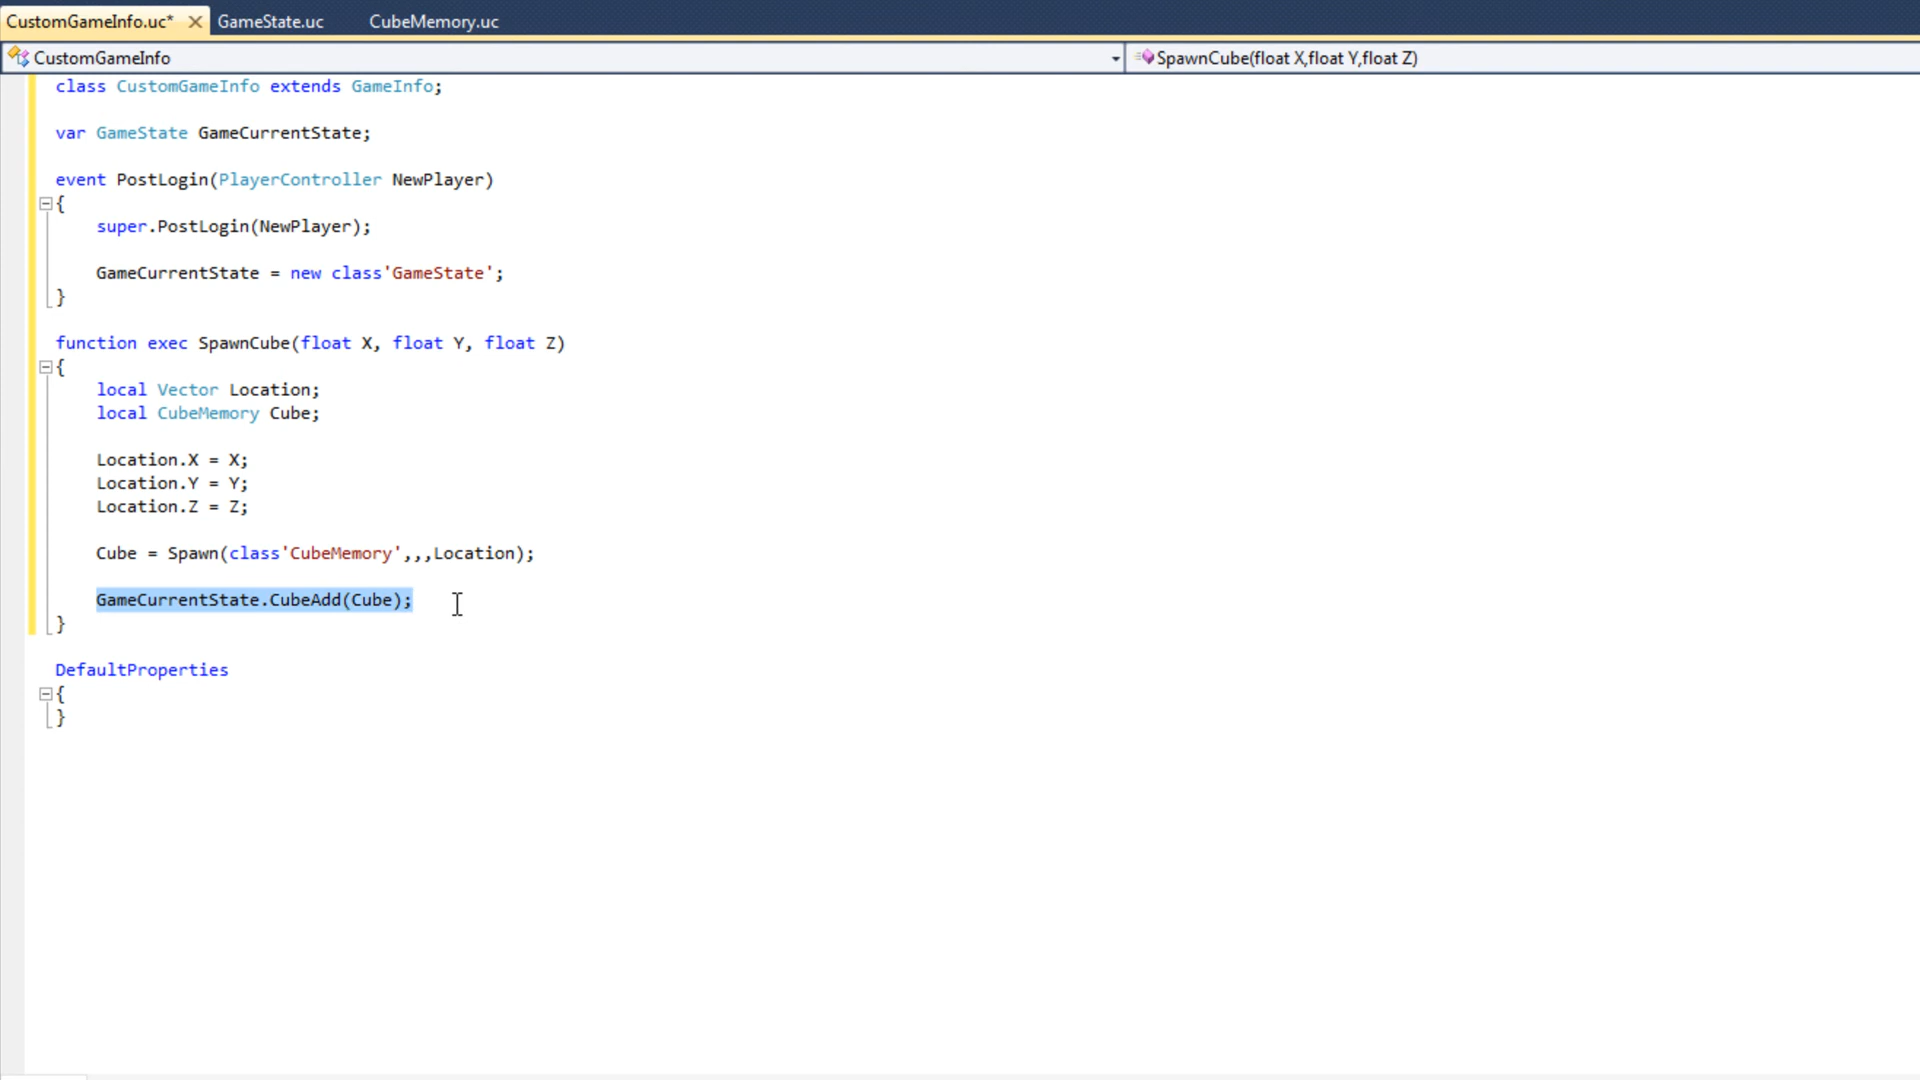 CustomGameInfo.uc* GameState.uc CubeMemory.uc
CustomGameInfo SpawnCube(float X,float Y,float Z)
class CustomGameInfo extends GameInfo;
var GameState GameCurrentState;
event PostLogin(PlayerController NewPlayer)
{
super.PostLogin(NewPlayer);
GameCurrentState = new class'GameState';
}
function exec SpawnCube(float X, float Y, float Z)
{
local Vector Location;
local CubeMemory Cube;
Location.X = X;
Location.Y = Y;
Location.Z = Z;
Cube = Spawn(class'CubeMemory',,,Location);
GameCurrentState.CubeAdd(Cube);
}
DefaultProperties
{
}